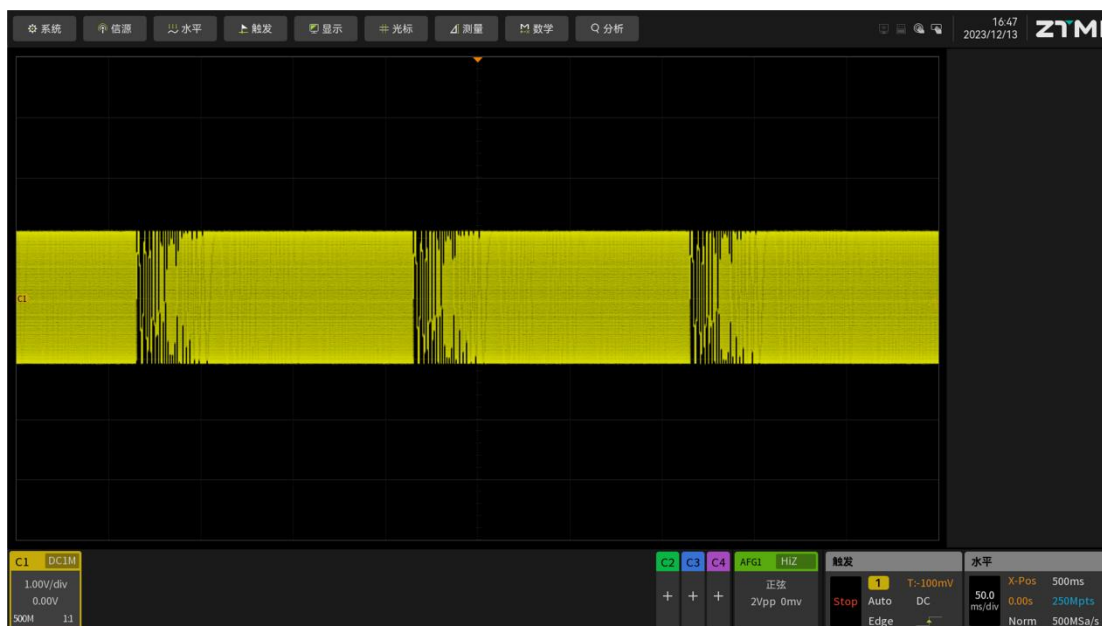 系统 信源 水平 触发 显示 光标 测量 数学 分析
16:47
2023/12/13
C1
C1 DC1M
1.00V/div
0.00V
500M 1:1
C2 C3 C4
+ + +
AFG1 HiZ
正弦
2Vpp 0mv
触发
1 T:-100mV
Stop Auto DC
Edge
水平
X-Pos 500ms
50.0 ms/div 0.00s 250Mpts
Norm 500MSa/s